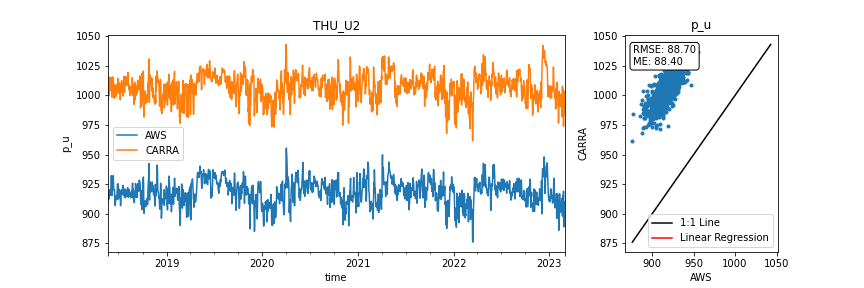 THU_U2
p_u
1050
1025
1000
975
950
925
900
875
p_u
AWS
CARRA
2019
2020
2021
2022
2023
time
1050
1025
1000
975
950
925
900
875
CARRA
RMSE: 88.70
ME: 88.40
1:1 Line
Linear Regression
900
950
1000
1050
AWS